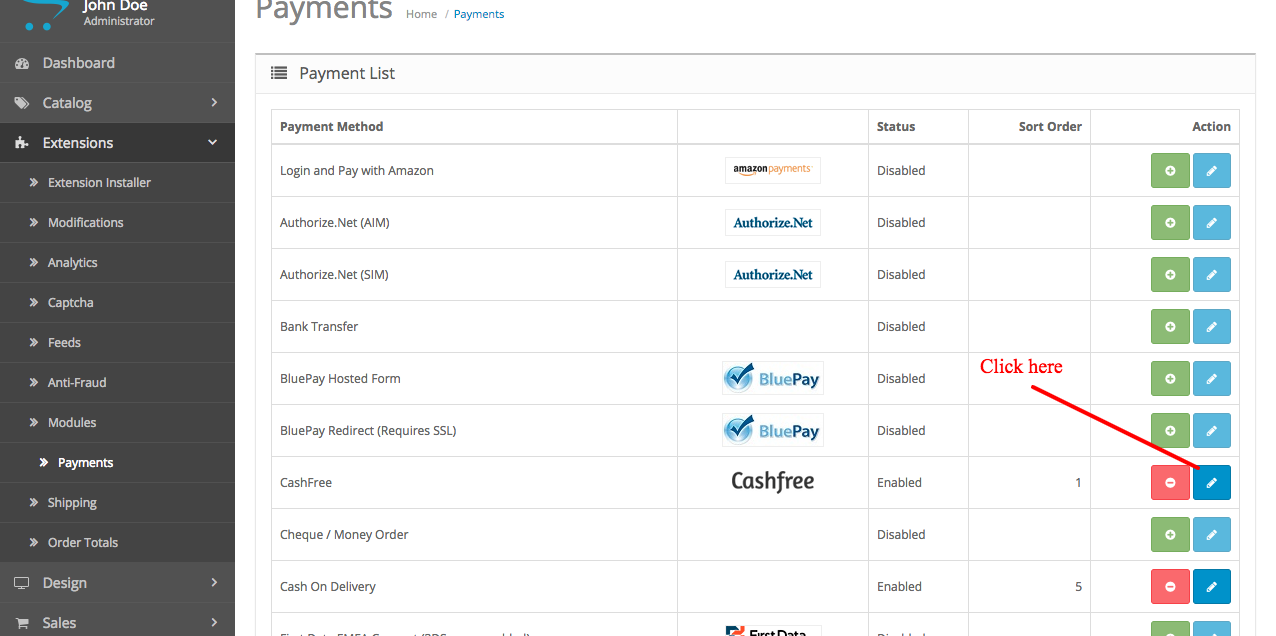 John Doe
Administrator
Payments Home / Payments
Dashboard
Catalog
Extensions
Extension Installer
Modifications
Analytics
Captcha
Feeds
Anti-Fraud
Modules
Payments
Shipping
Order Totals
Design
Sales
Payment List
Payment Method Status Sort Order Action
Login and Pay with Amazon amazon payments Disabled
Authorize.Net (AIM) Authorize.Net Disabled
Authorize.Net (SIM) Authorize.Net Disabled
Bank Transfer Disabled
Click here
BluePay Hosted Form BluePay Disabled
BluePay Redirect (Requires SSL) BluePay Disabled
CashFree Cashfree Enabled 1
Cheque / Money Order Disabled
Cash On Delivery Enabled 5
First Data Disabled